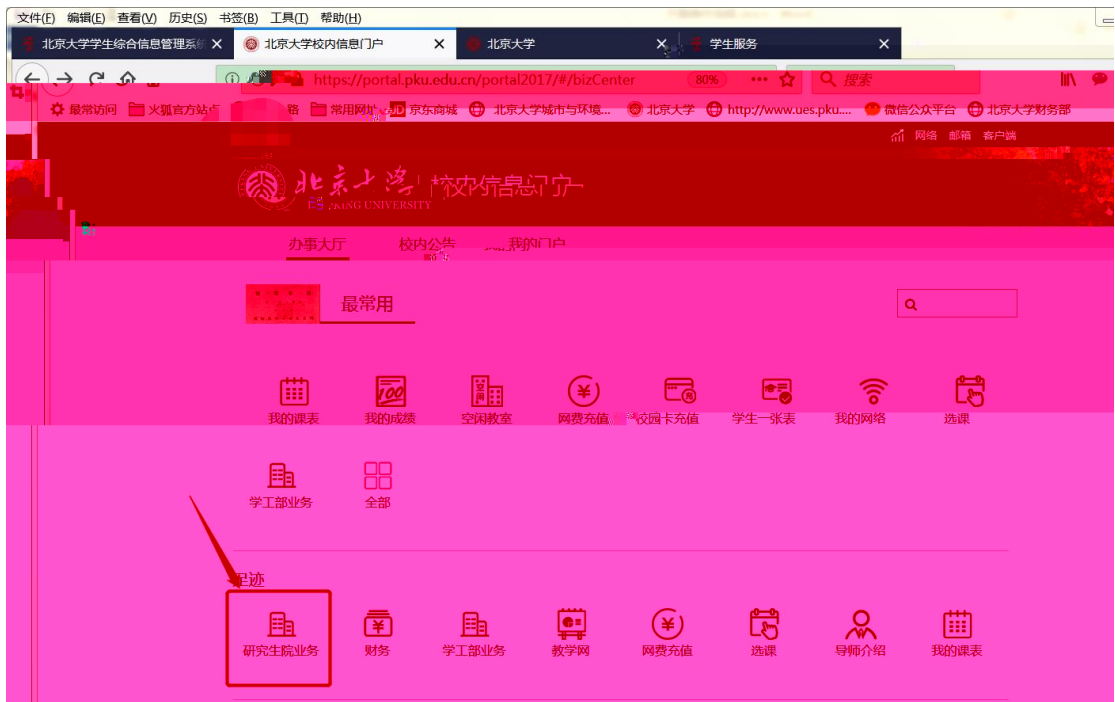 文件(F) 编辑(E) 查看(V) 历史(S) 书签(B) 工具(T) 帮助(H)
北京大学学生综合信息管理系统 北京大学校内信息门户 北京大学 学生服务
https://portal.pku.edu.cn/portal2017/#/bizCenter 80% 搜索
最常访问 火狐官方站点 常用网址 JD 京东商城 北京大学城市与环境... 北京大学 http://www.ues.pku.... 微信公众平台 北京大学财务部
网络 邮箱 客户端
北京大学 校内信息门户
PEKING UNIVERSITY
办事大厅 校内公告 我的门户
最常用
我的课表 我的成绩 空闲教室 网费充值 校园卡充值 学生一张表 我的网络 选课
学工部业务 全部
足迹
研究生院业务 财务 学工部业务 教学网 网费充值 选课 导师介绍 我的课表